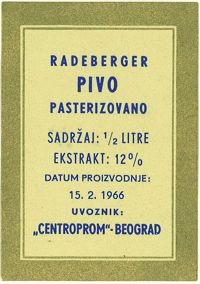 RADEBERGER
PIVO
PASTERIZOVANO
SADRŽAJ: 1/2 LITRE
EKSTRAKT: 12%
DATUM PROIZVODNJE:
15. 2. 1966
UVOZNIK:
„CENTROPROM"-BEOGRAD